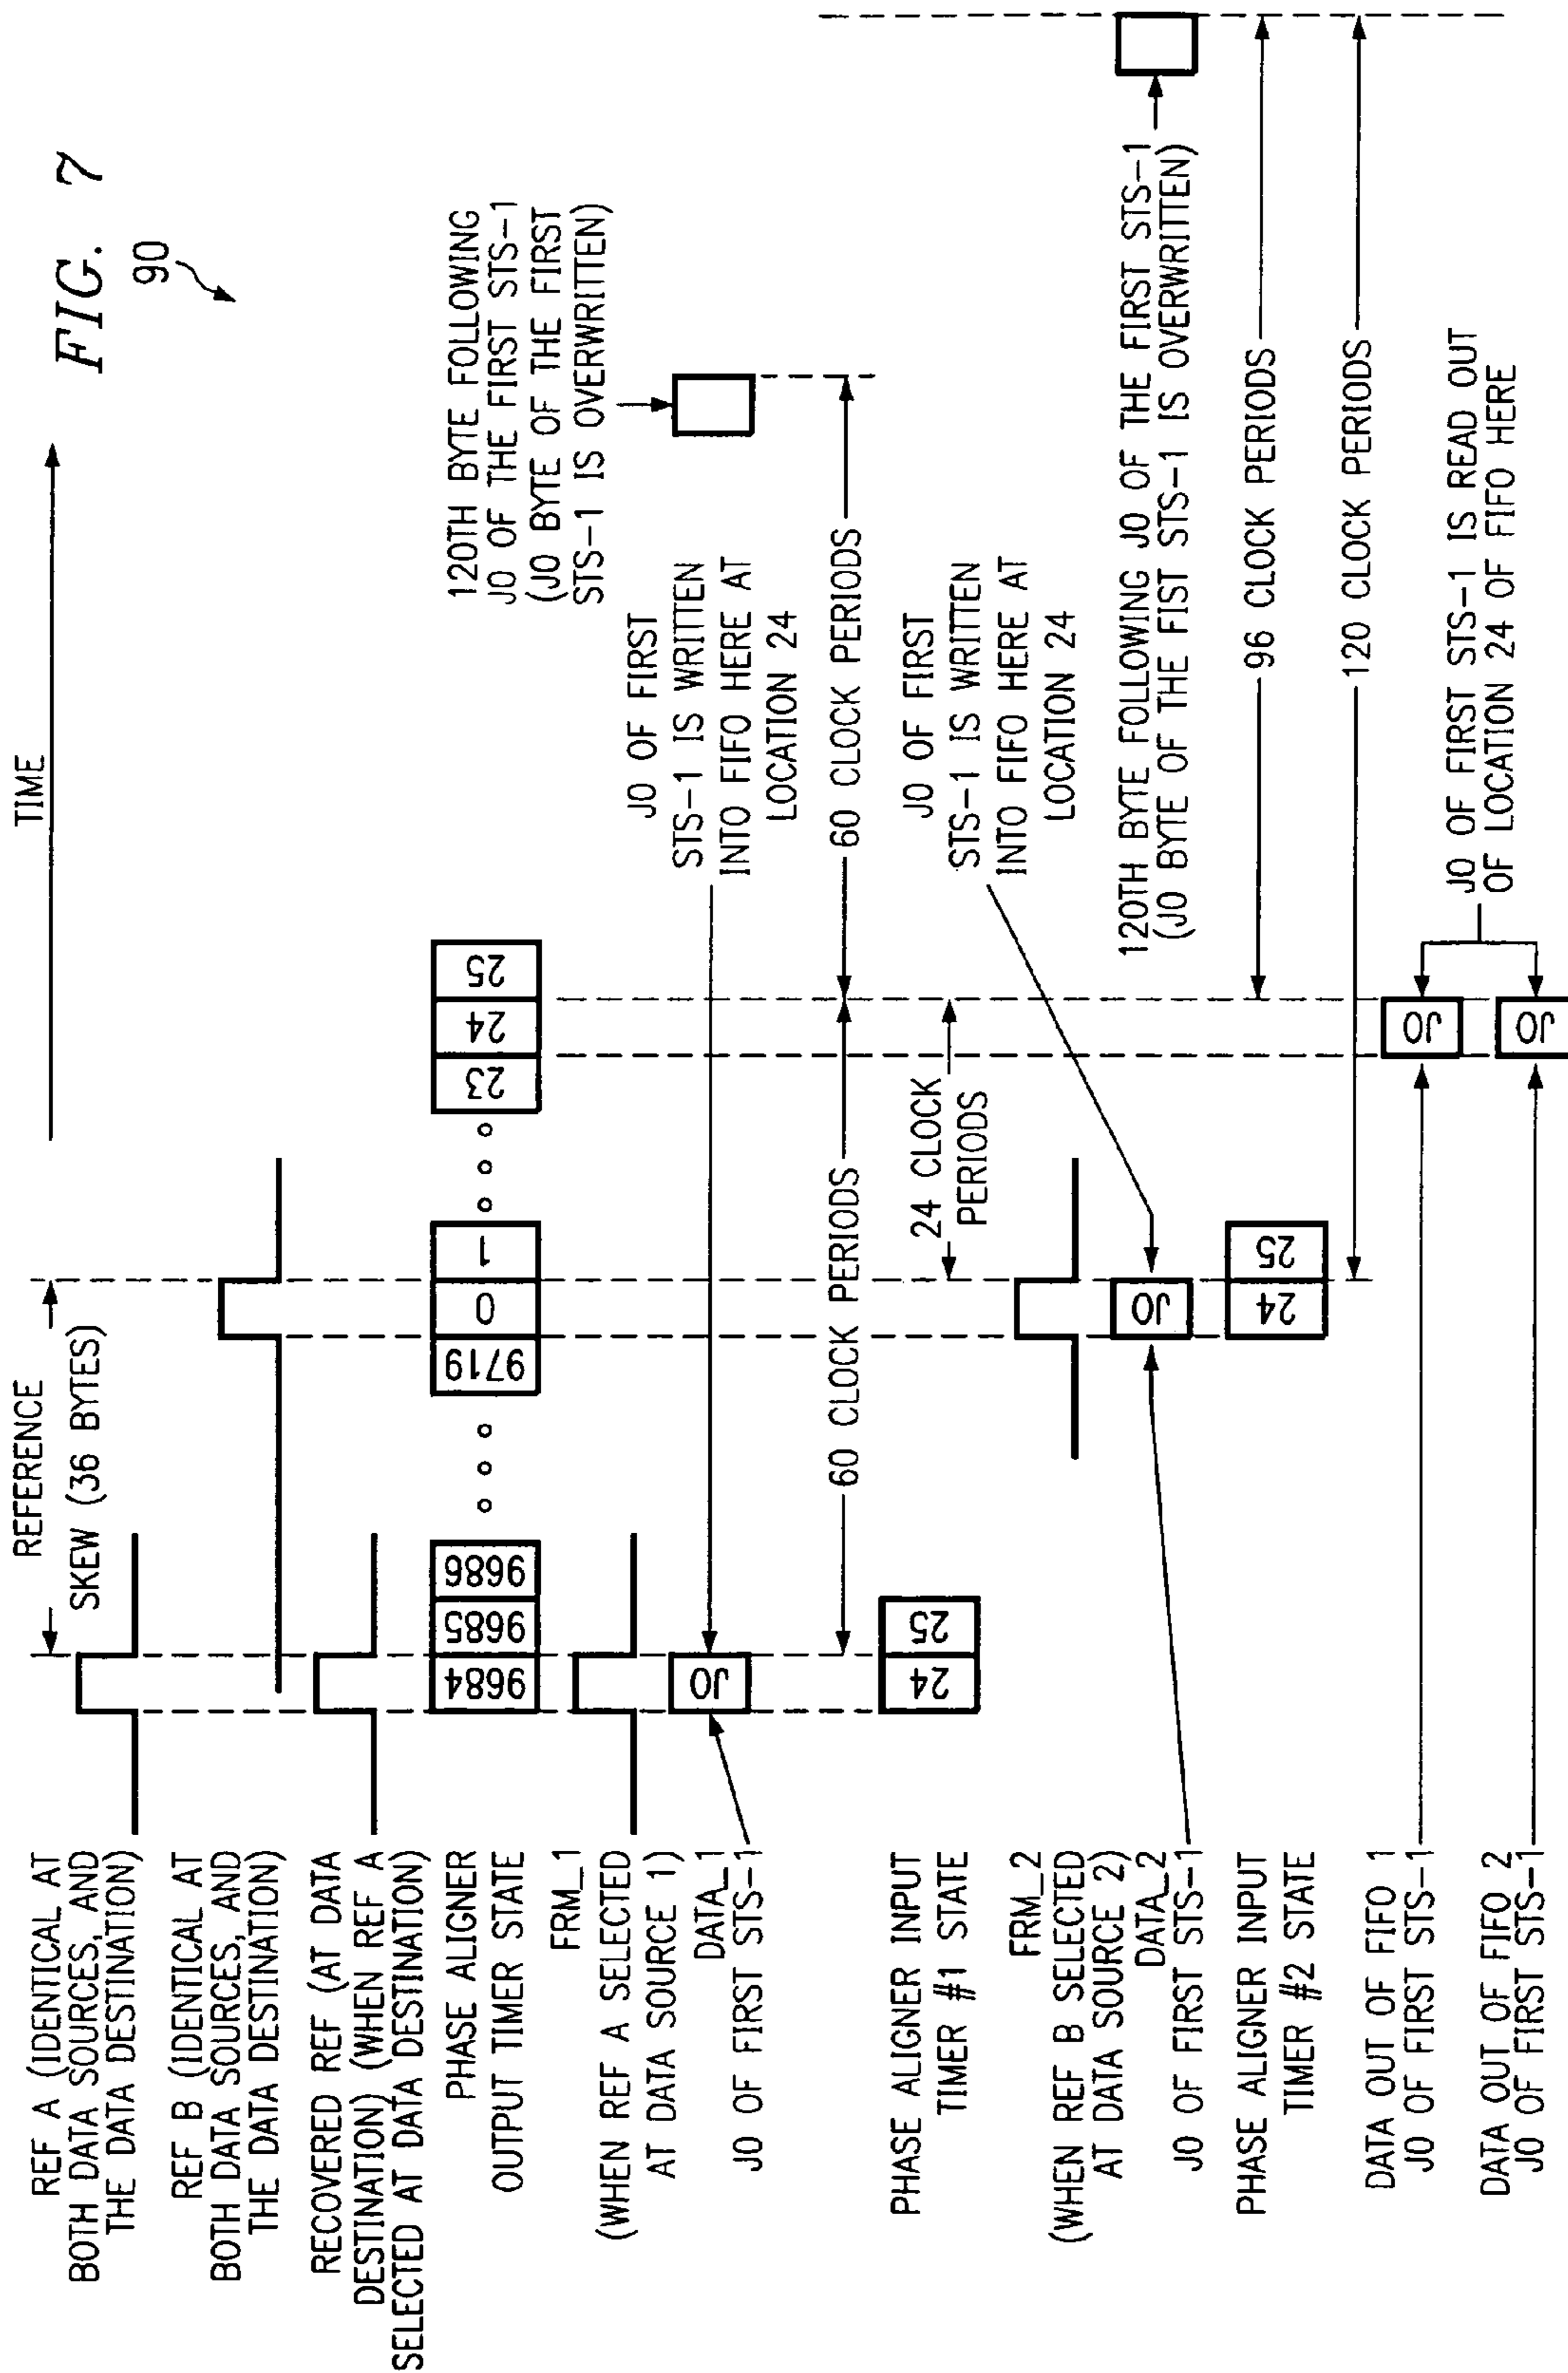 FIG. 7
90
TIME
REFERENCE
SKEW (36 BYTES)
REF A (IDENTICAL AT
BOTH DATA SOURCES, AND
THE DATA DESTINATION)
REF B (IDENTICAL AT
BOTH DATA SOURCES, AND
THE DATA DESTINATION)
RECOVERED REF (AT DATA
DESTINATION) (WHEN REF A
SELECTED AT DATA DESTINATION)
PHASE ALIGNER
OUTPUT TIMER STATE
9684 9685 9686 9719 0 1 23 24 25
120TH BYTE FOLLOWING
J0 OF THE FIRST STS-1
(J0 BYTE OF THE FIRST
STS-1 IS OVERWRITTEN)
FRM_1
(WHEN REF A SELECTED
AT DATA SOURCE 1)
DATA_1
J0 OF FIRST STS-1
J0
J0 OF FIRST
STS-1 IS WRITTEN
INTO FIFO HERE AT
LOCATION 24
60 CLOCK PERIODS
60 CLOCK PERIODS
PHASE ALIGNER INPUT
TIMER #1 STATE
24 25
24 CLOCK
PERIODS
J0 OF FIRST
STS-1 IS WRITTEN
INTO FIFO HERE AT
LOCATION 24
FRM_2
(WHEN REF B SELECTED
AT DATA SOURCE 2)
DATA_2
J0 OF FIRST STS-1
J0
120TH BYTE FOLLOWING J0 OF THE FIRST STS-1
(J0 BYTE OF THE FIST STS-1 IS OVERWRITTEN)
PHASE ALIGNER INPUT
TIMER #2 STATE
24 25
96 CLOCK PERIODS
120 CLOCK PERIODS
DATA OUT OF FIFO 1
J0 OF FIRST STS-1
J0
J0 OF FIRST STS-1 IS READ OUT
OF LOCATION 24 OF FIFO HERE
DATA OUT OF FIFO 2
J0 OF FIRST STS-1
J0